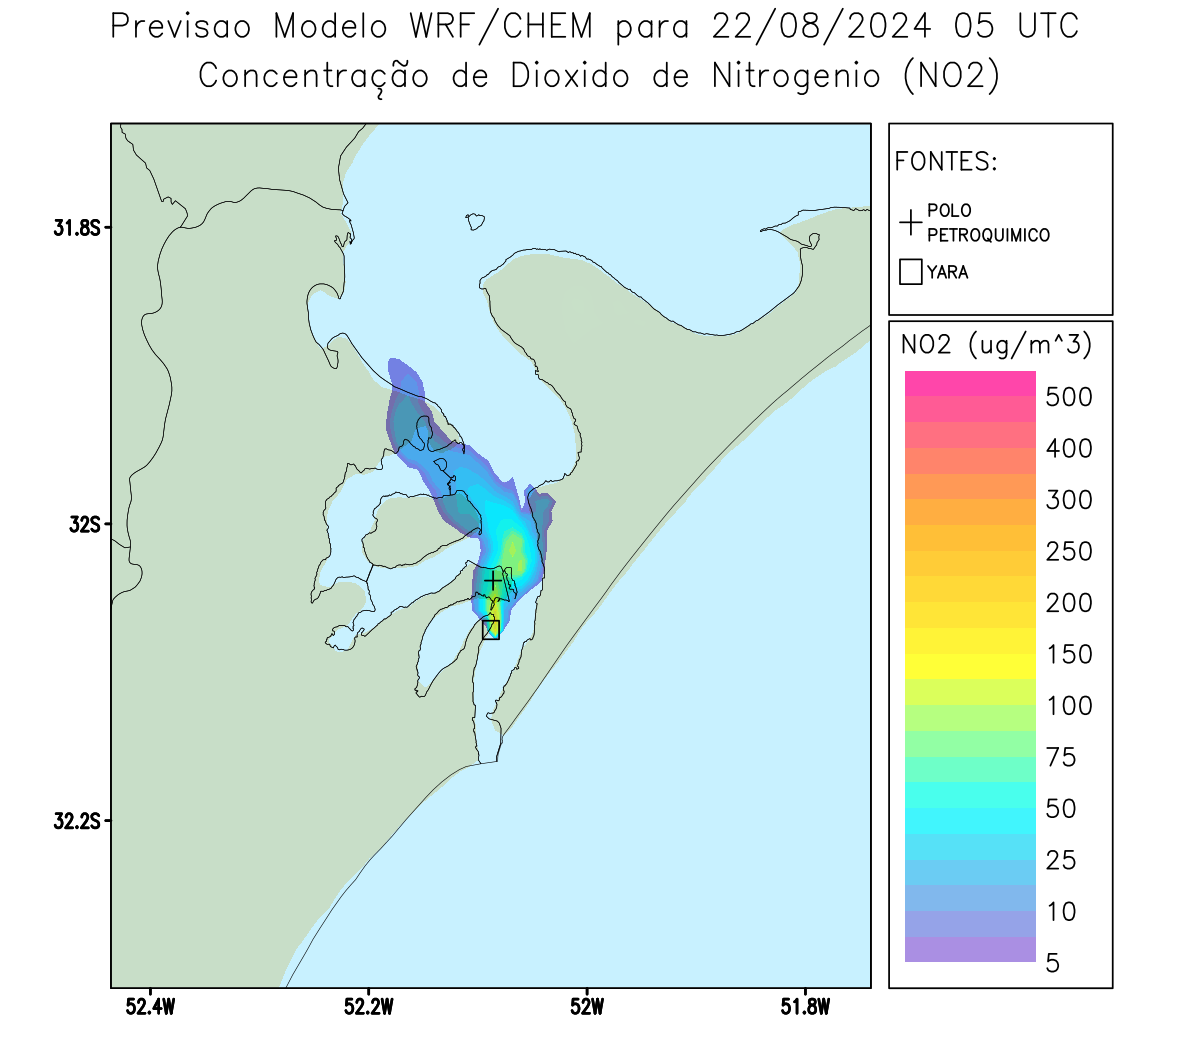 Previsao Modelo WRF/CHEM para 22/08/2024 05 UTC
Concentração de Dioxido de Nitrogenio (NO2)
FONTES:
POLO
PETROQUIMICO
YARA
31.8S
32S
32.2S
52.4W
52.2W
52W
51.8W
NO2 (ug/m^3)
500
400
300
250
200
150
100
75
50
25
10
5